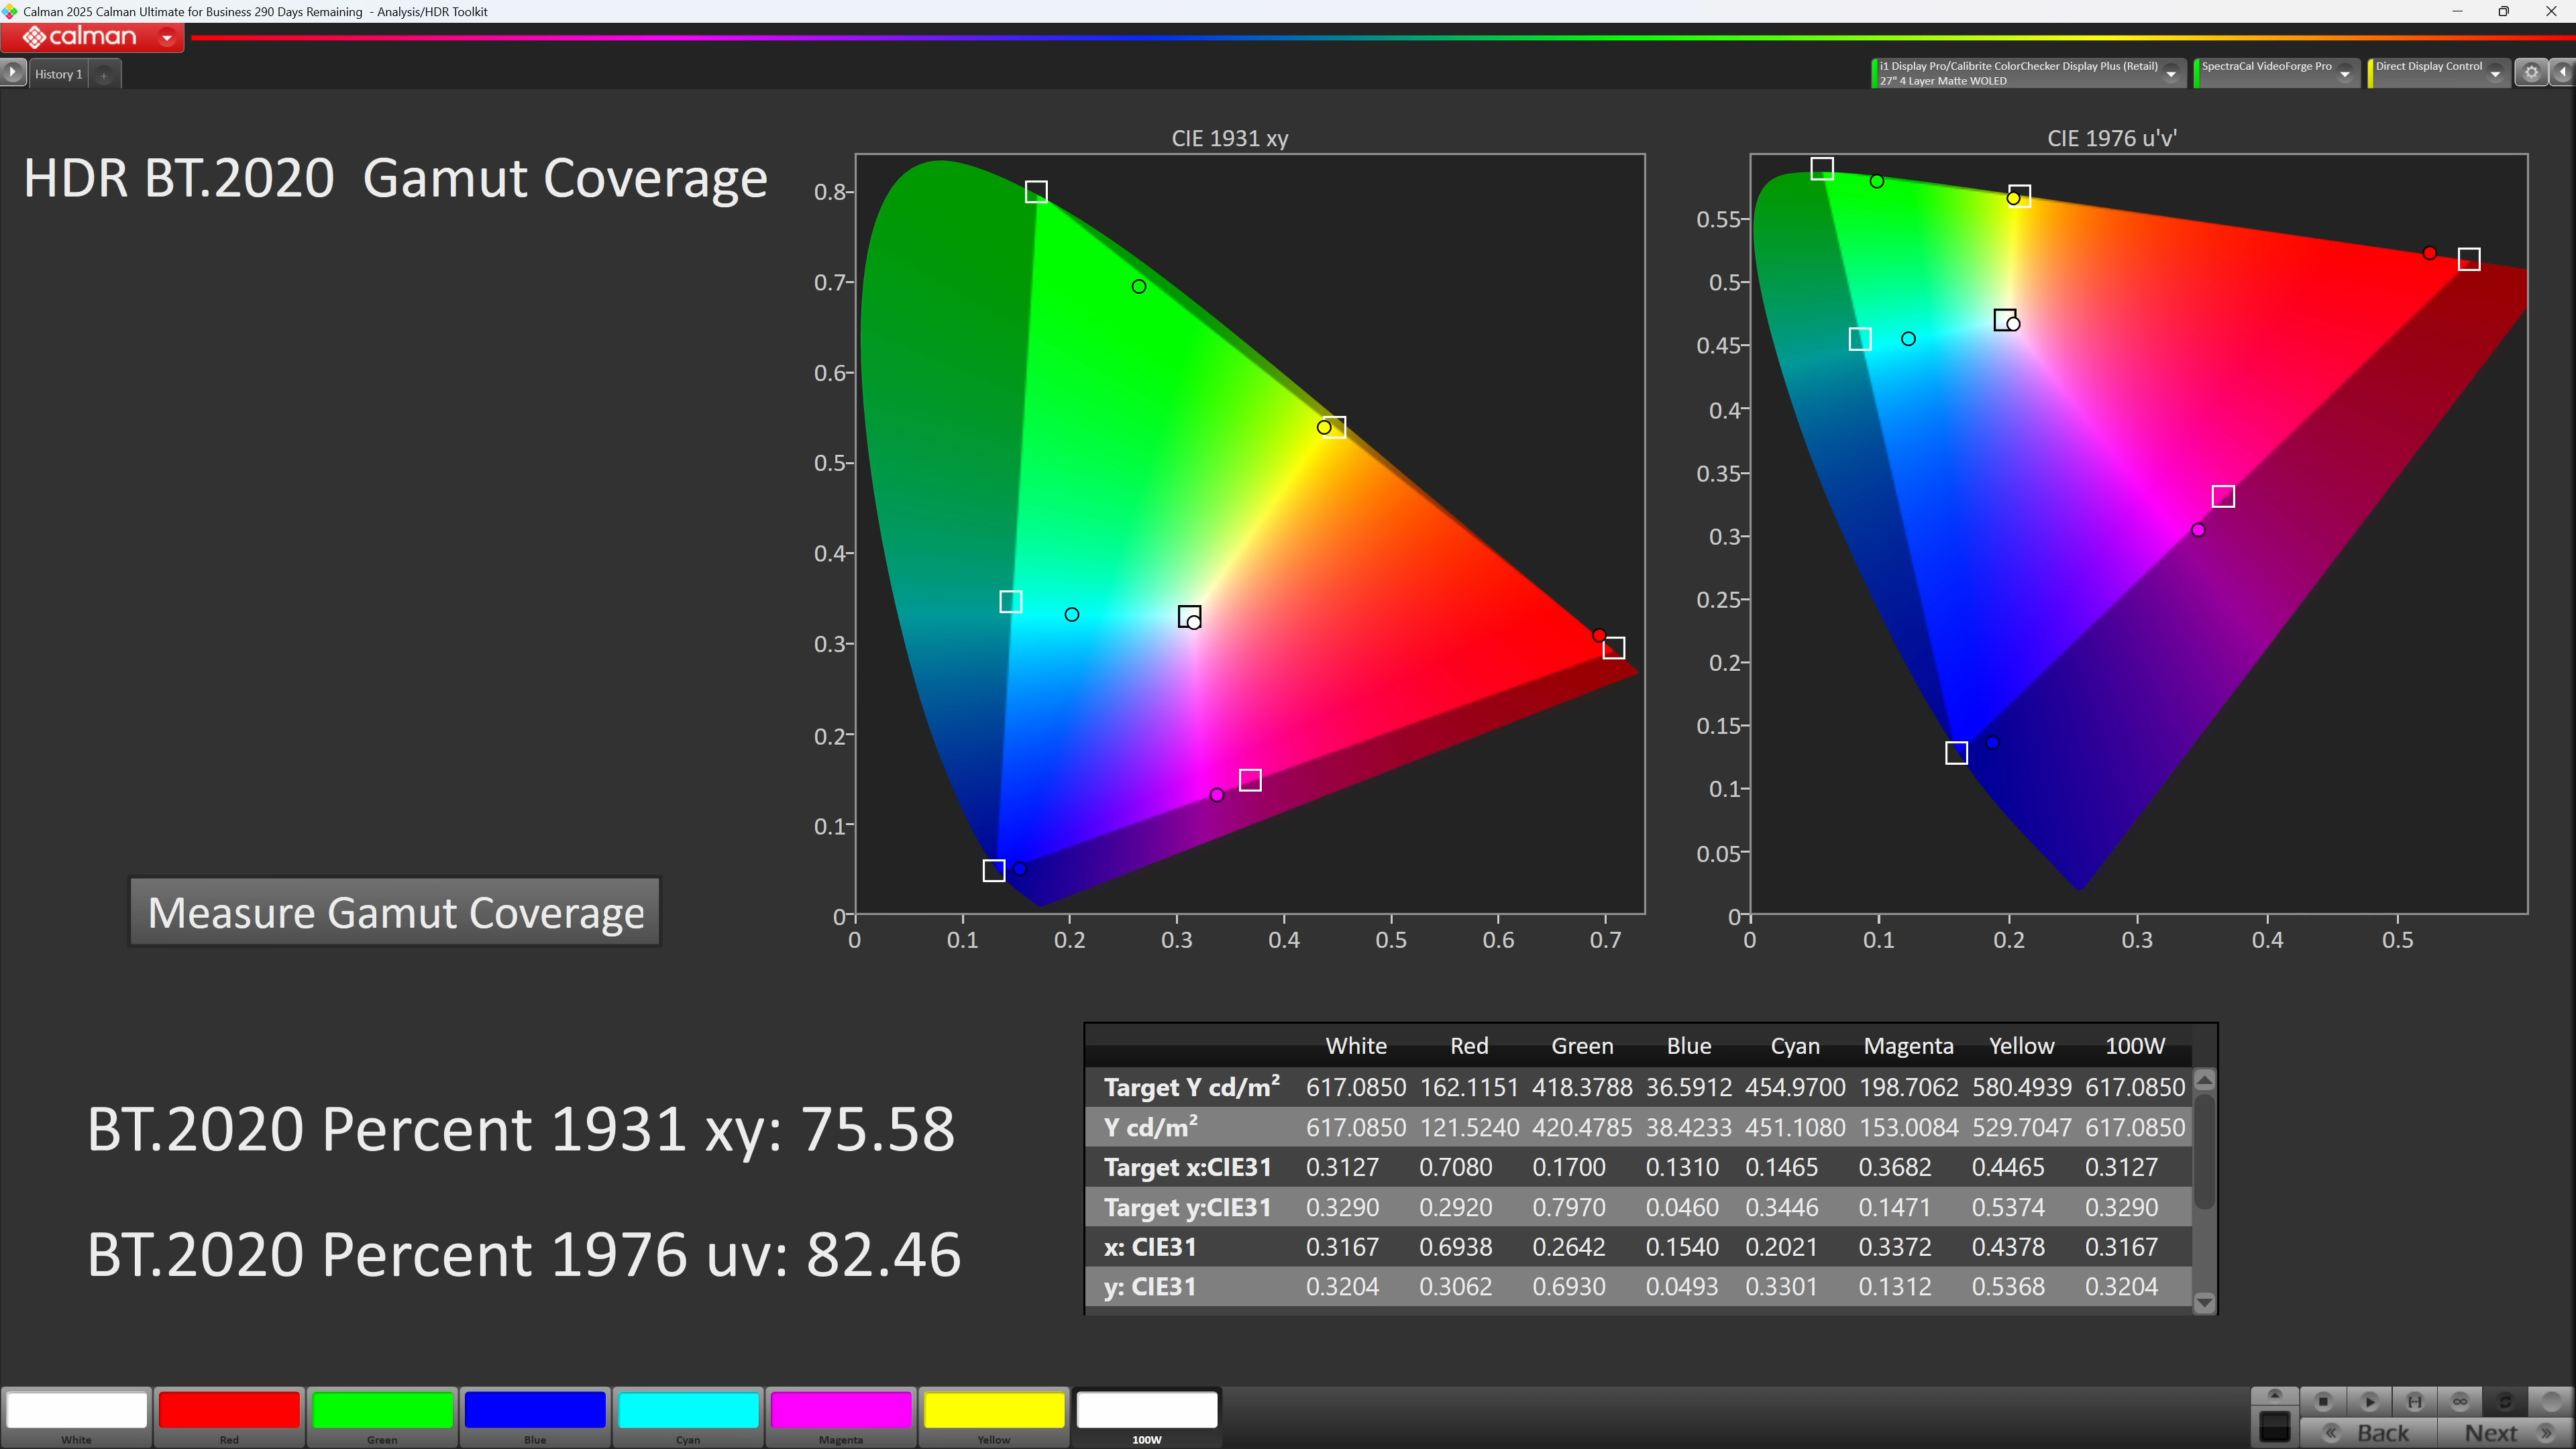 Calman 2025 Calman Ultimate for Business 290 Days Remaining  - Analysis/HDR Toolkit
calman
History 1
+
i1 Display Pro/Calibrite ColorChecker Display Plus (Retail)
27" 4 Layer Matte WOLED
SpectraCal VideoForge Pro
Direct Display Control
HDR BT.2020  Gamut Coverage
CIE 1931 xy
0.8
0.7
0.6
0.5
0.4
0.3
0.2
0.1
0
0 0.1 0.2 0.3 0.4 0.5 0.6 0.7
CIE 1976 u'v'
0.55
0.5
0.45
0.4
0.35
0.3
0.25
0.2
0.15
0.1
0.05
0
0 0.1 0.2 0.3 0.4 0.5
Measure Gamut Coverage
BT.2020 Percent 1931 xy: 75.58
BT.2020 Percent 1976 uv: 82.46
White Red Green Blue Cyan Magenta Yellow 100W
Target Y cd/m² 617.0850 162.1151 418.3788 36.5912 454.9700 198.7062 580.4939 617.0850
Y cd/m² 617.0850 121.5240 420.4785 38.4233 451.1080 153.0084 529.7047 617.0850
Target x:CIE31 0.3127 0.7080 0.1700 0.1310 0.1465 0.3682 0.4465 0.3127
Target y:CIE31 0.3290 0.2920 0.7970 0.0460 0.3446 0.1471 0.5374 0.3290
x: CIE31 0.3167 0.6938 0.2642 0.1540 0.2021 0.3372 0.4378 0.3167
y: CIE31 0.3204 0.3062 0.6930 0.0493 0.3301 0.1312 0.5368 0.3204
White Red Green Blue Cyan Magenta Yellow 100W
Back
Next